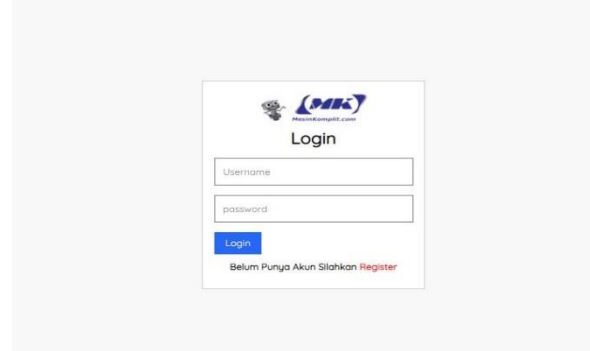 (MK)
MesinKomplit.com
Login
Username
password
Login
Belum Punya Akun Silahkan Register